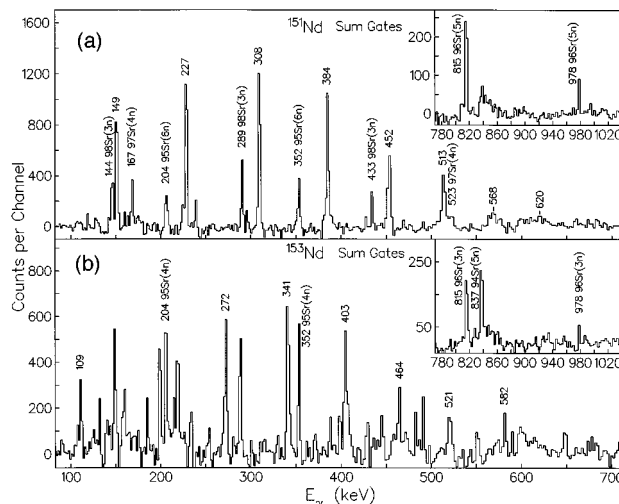 (a)
151Nd Sum Gates
1600
1200
800
400
0
144 98Sr(3n)
149
167 97Sr(4n)
204 95Sr(6n)
227
289 98Sr(3n)
308
352 95Sr(6n)
384
433 98Sr(3n)
452
513
523 97Sr(4n)
568
620
200
100
0
815 96Sr(5n)
978 96Sr(5n)
780 820 860 900 940 980 1020
Counts per Channel
(b)
153Nd Sum Gates
800
600
400
200
0
109
204 95Sr(4n)
272
341
352 95Sr(4n)
403
464
521
582
250
150
50
815 96Sr(3n)
837 94Sr(5n)
978 96Sr(3n)
780 820 860 900 940 980 1020
100 200 300 400 500 600 700
Eγ (keV)